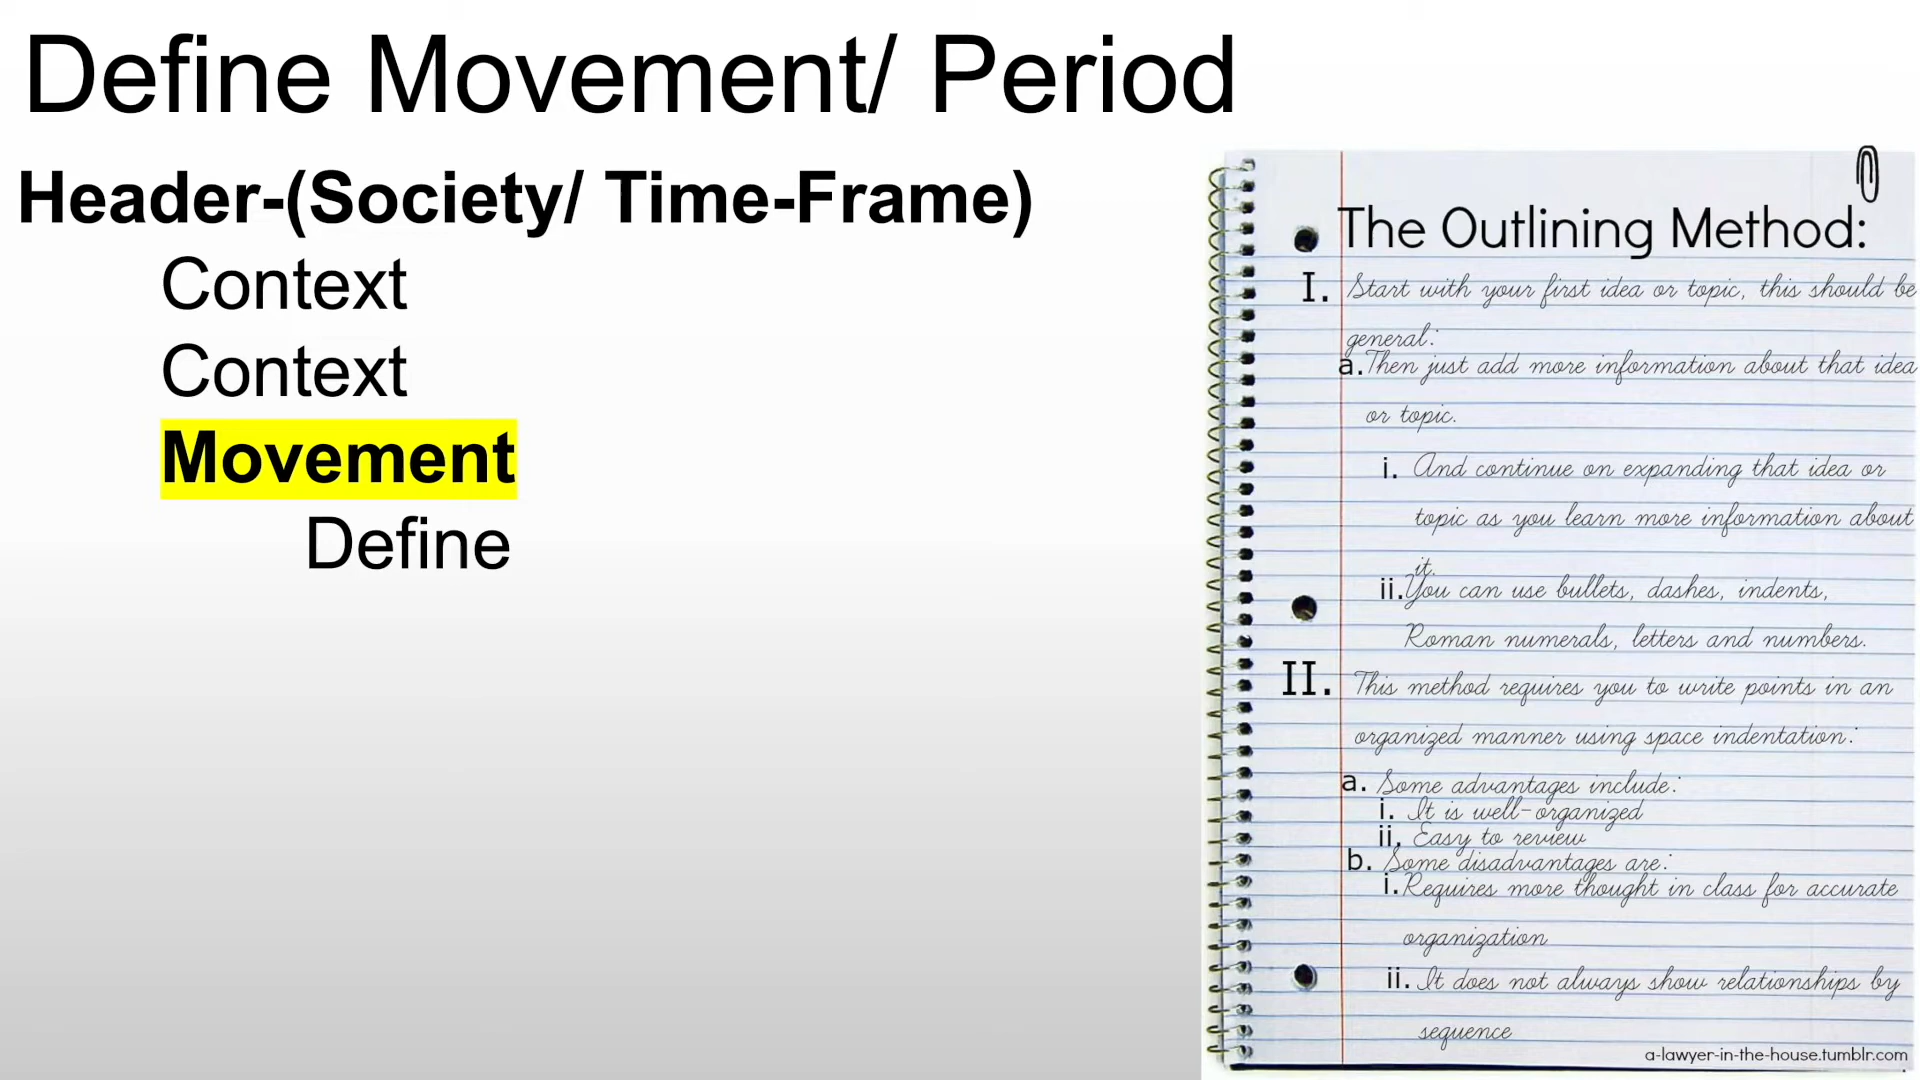 Define Movement/ Period
Header-(Society/ Time-Frame)
Context
Context
Movement
Define
The Outlining Method:
I. Start with your first idea or topic, this should be
general:
a. Then just add more information about that idea
or topic.
i. And continue on expanding that idea or
topic as you learn more information about
it.
ii. You can use bullets, dashes, indents,
Roman numerals, letters and numbers.
II. This method requires you to write points in an
organized manner using space indentation:
a. Some advantages include:
i. It is well-organized
ii. Easy to review
b. Some disadvantages are:
i. Requires more thought in class for accurate
organization
ii. It does not always show relationships by
sequence
a-lawyer-in-the-house.tumblr.com